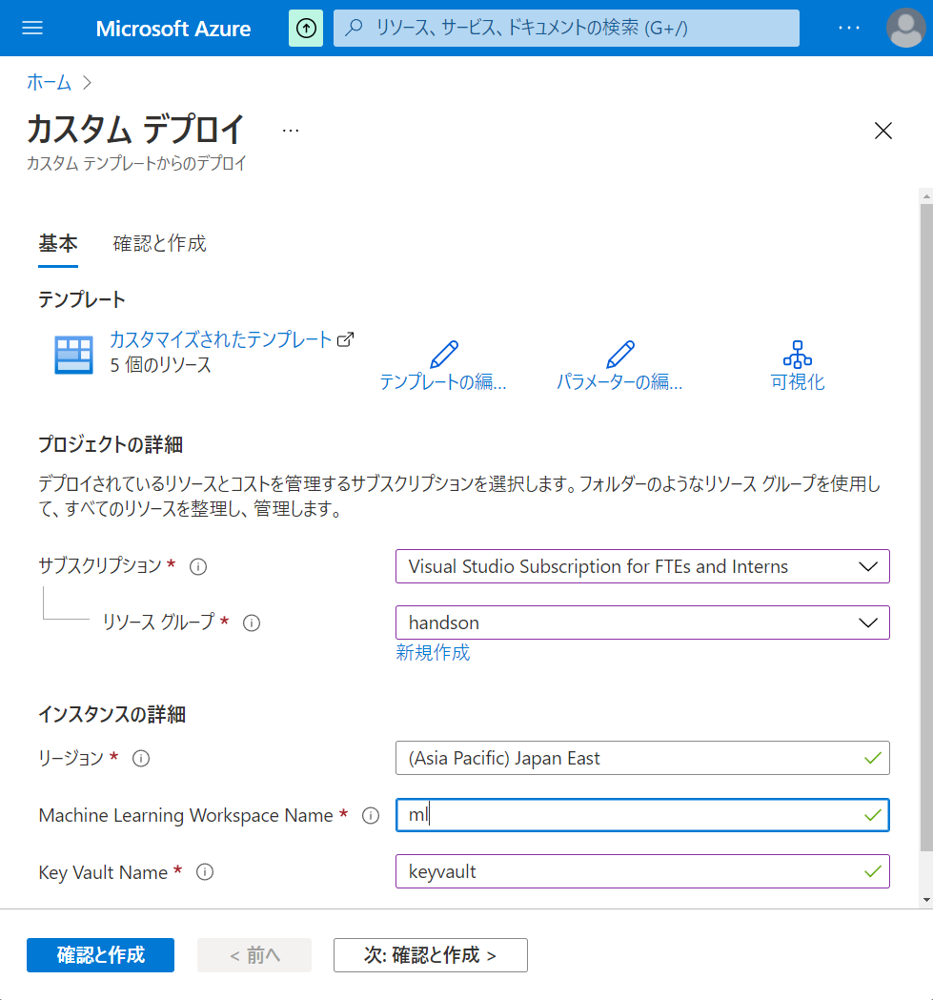 Microsoft Azure
リソース、サービス、ドキュメントの検索 (G+/)
…
ホーム >
カスタム デプロイ …
カスタム テンプレートからのデプロイ
基本 確認と作成
テンプレート
カスタマイズされたテンプレート
5 個のリソース
テンプレートの編... パラメーターの編... 可視化
プロジェクトの詳細
デプロイされているリソースとコストを管理するサブスクリプションを選択します。フォルダーのようなリソース グループを使用し
て、すべてのリソースを整理し、管理します。
サブスクリプション * Visual Studio Subscription for FTEs and Interns
リソース グループ * handson
新規作成
インスタンスの詳細
リージョン * (Asia Pacific) Japan East
Machine Learning Workspace Name * ml
Key Vault Name * keyvault
確認と作成 < 前へ 次: 確認と作成 >